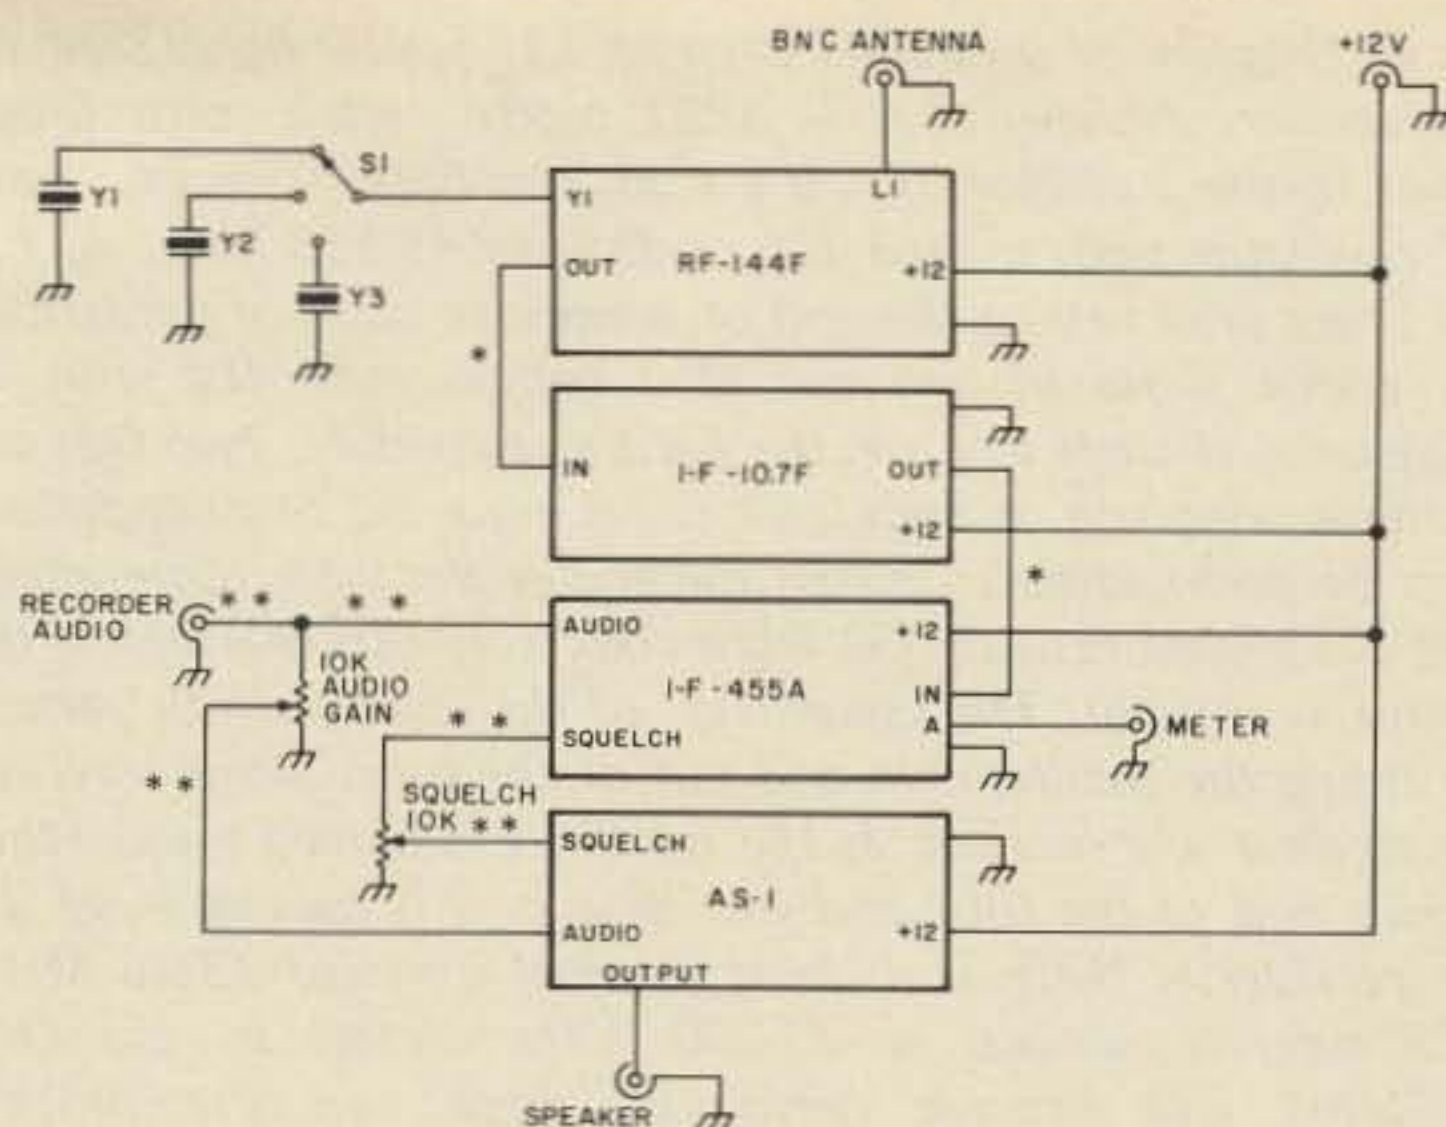 BNC ANTENNA
+12V
S1
Y1
Y2
Y3
Y1
L1
OUT
RF-144F
+12
*
IN
I-F-10.7F
OUT
+12
*
RECORDER
AUDIO
* *
* *
10K
AUDIO
GAIN
* *
AUDIO
+12
I-F-455A
IN
A
SQUELCH
METER
* *
SQUELCH
10K * *
SQUELCH
AS-1
AUDIO
+12
OUTPUT
SPEAKER